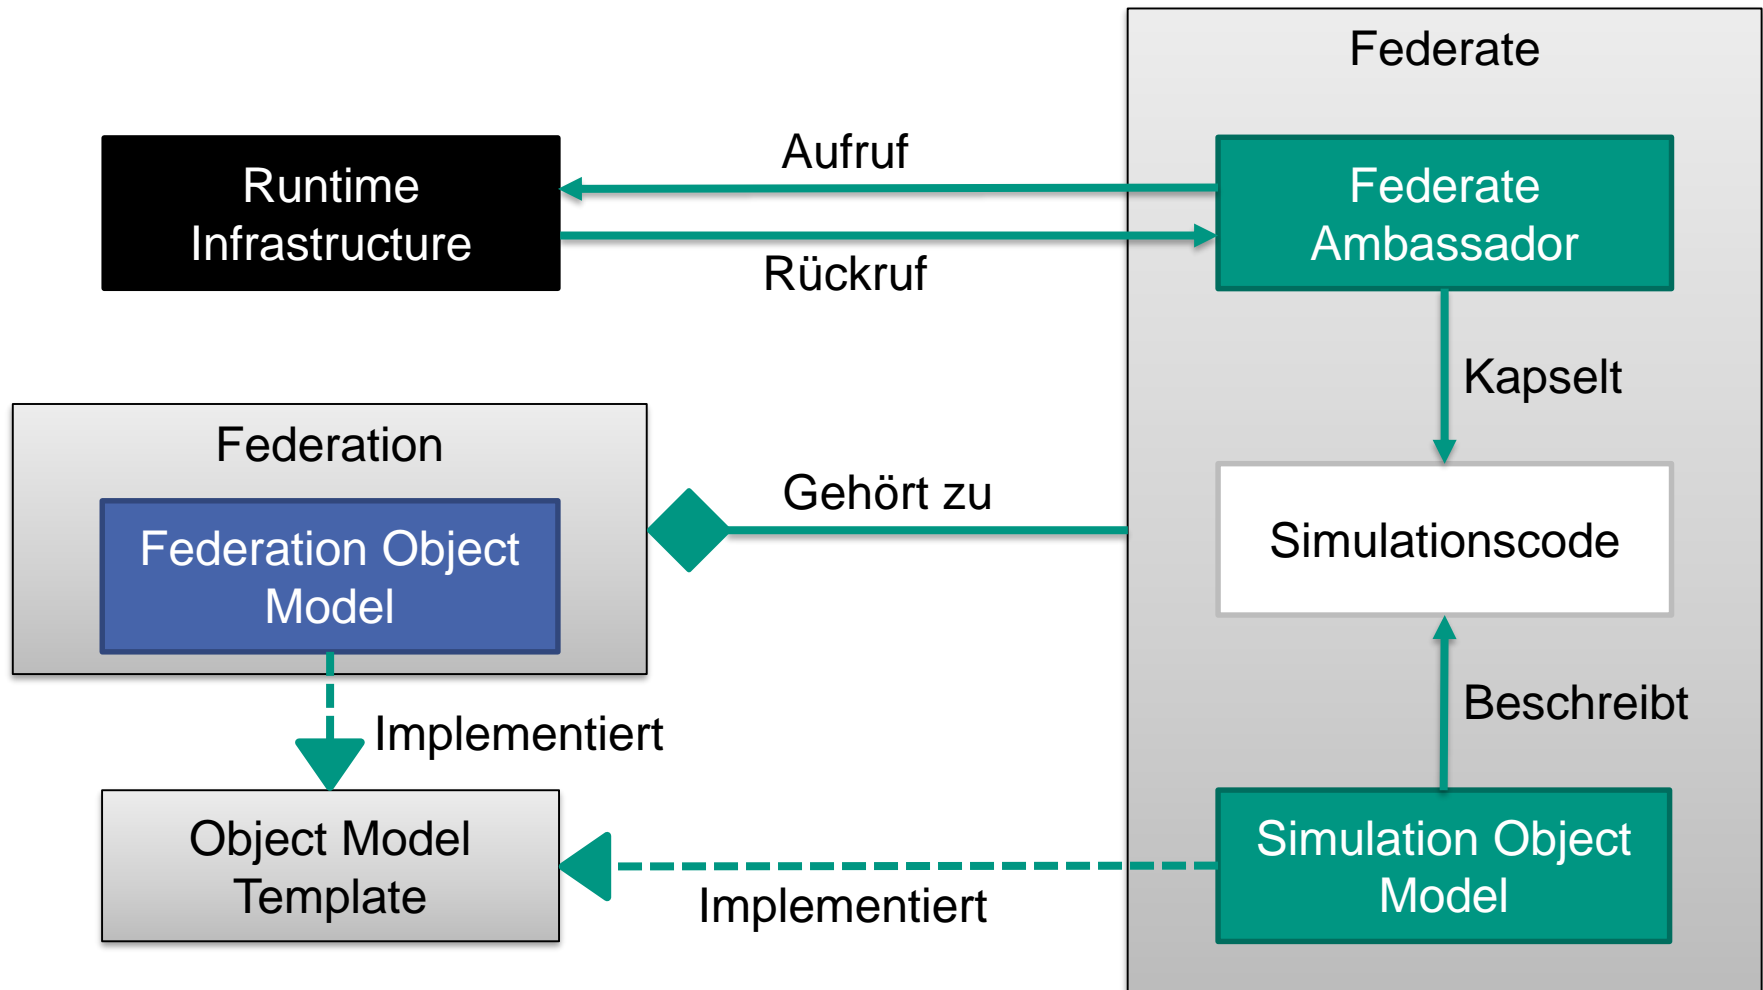 Federate
Aufruf
Runtime
Infrastructure
Federate
Ambassador
Rückruf
Kapselt
Federation
Gehört zu
Federation Object
Model
Simulationscode
Implementiert
Beschreibt
Object Model
Template
Simulation Object
Model
Implementiert